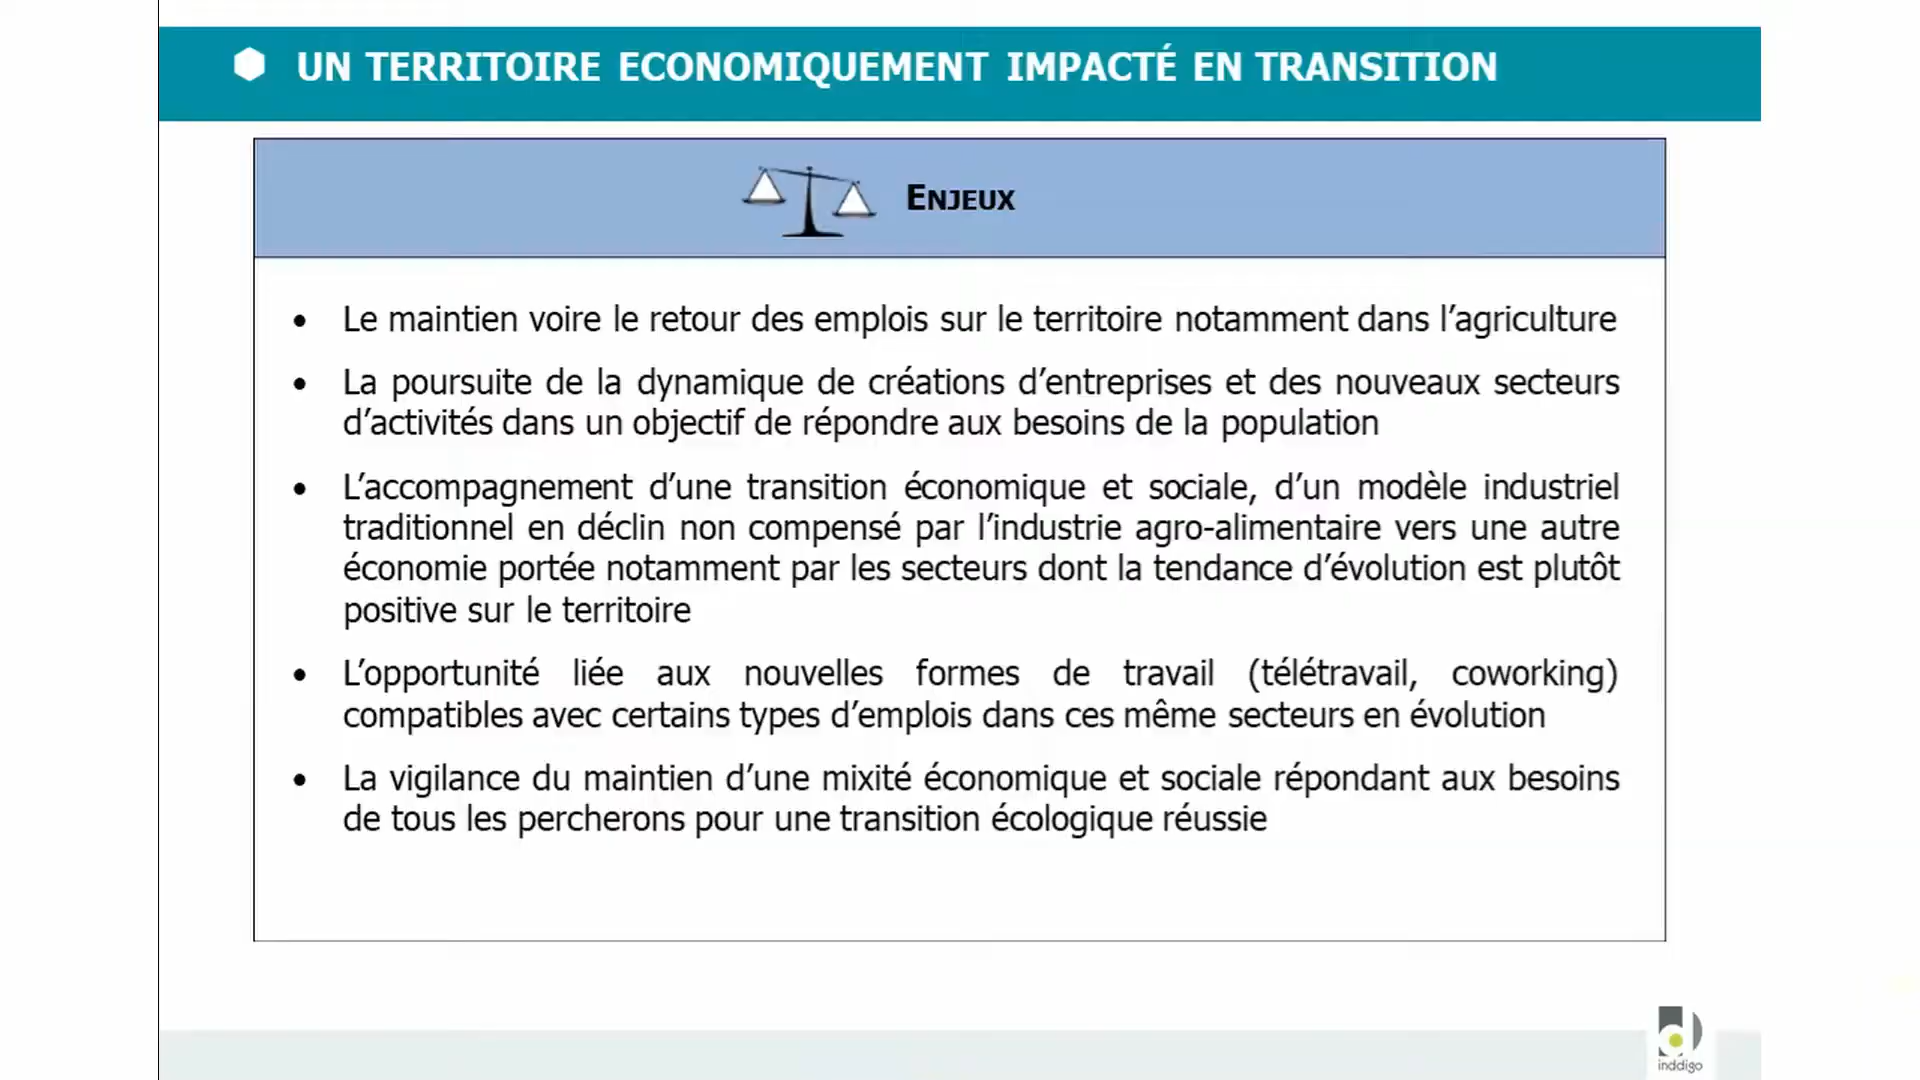 UN TERRITOIRE ECONOMIQUEMENT IMPACTÉ EN TRANSITION
ENJEUX
• Le maintien voire le retour des emplois sur le territoire notamment dans l’agriculture
• La poursuite de la dynamique de créations d’entreprises et des nouveaux secteurs
d’activités dans un objectif de répondre aux besoins de la population
• L’accompagnement d’une transition économique et sociale, d’un modèle industriel
traditionnel en déclin non compensé par l’industrie agro-alimentaire vers une autre
économie portée notamment par les secteurs dont la tendance d’évolution est plutôt
positive sur le territoire
• L’opportunité liée aux nouvelles formes de travail (télétravail, coworking)
compatibles avec certains types d’emplois dans ces même secteurs en évolution
• La vigilance du maintien d’une mixité économique et sociale répondant aux besoins
de tous les percherons pour une transition écologique réussie
inddigo